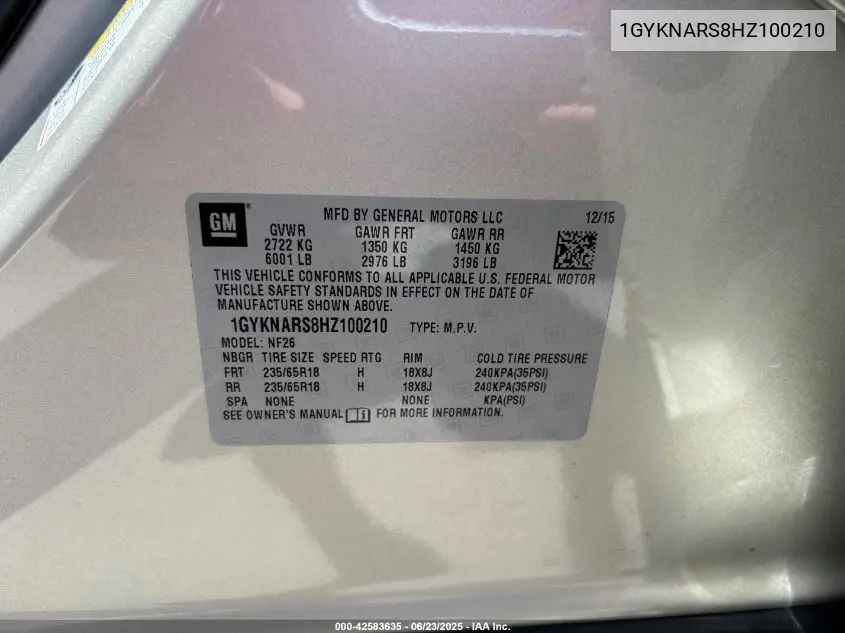 1GYKNARS8HZ100210
GM
MFD BY GENERAL MOTORS LLC 12/15
GVWR GAWR FRT GAWR RR
2722 KG 1350 KG 1450 KG
6001 LB 2976 LB 3196 LB
THIS VEHICLE CONFORMS TO ALL APPLICABLE U.S. FEDERAL MOTOR
VEHICLE SAFETY STANDARDS IN EFFECT ON THE DATE OF
MANUFACTURE SHOWN ABOVE.
1GYKNARS8HZ100210 TYPE: M.P.V.
MODEL: NF26
NBGR TIRE SIZE SPEED RTG RIM COLD TIRE PRESSURE
FRT 235/65R18 H 18X8J 240KPA(35PSI)
RR 235/65R18 H 18X8J 240KPA(35PSI)
SPA NONE NONE KPA(PSI)
SEE OWNER'S MANUAL i FOR MORE INFORMATION.
000-42583635 - 06/23/2025 - IAA Inc.